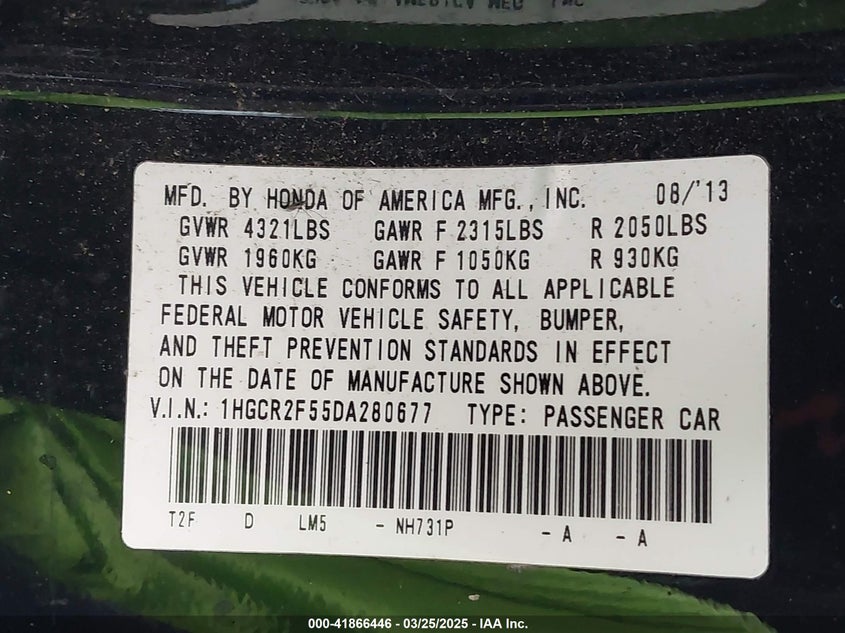 MFD. BY HONDA OF AMERICA MFG., INC. 08/'13
GVWR 4321LBS GAWR F 2315LBS R 2050LBS
GVWR 1960KG GAWR F 1050KG R 930KG
THIS VEHICLE CONFORMS TO ALL APPLICABLE
FEDERAL MOTOR VEHICLE SAFETY, BUMPER,
AND THEFT PREVENTION STANDARDS IN EFFECT
ON THE DATE OF MANUFACTURE SHOWN ABOVE.
V.I.N.: 1HGCR2F55DA280677 TYPE: PASSENGER CAR
T2F D LM5 - NH731P - A - A
000-41866446 - 03/25/2025 - IAA Inc.